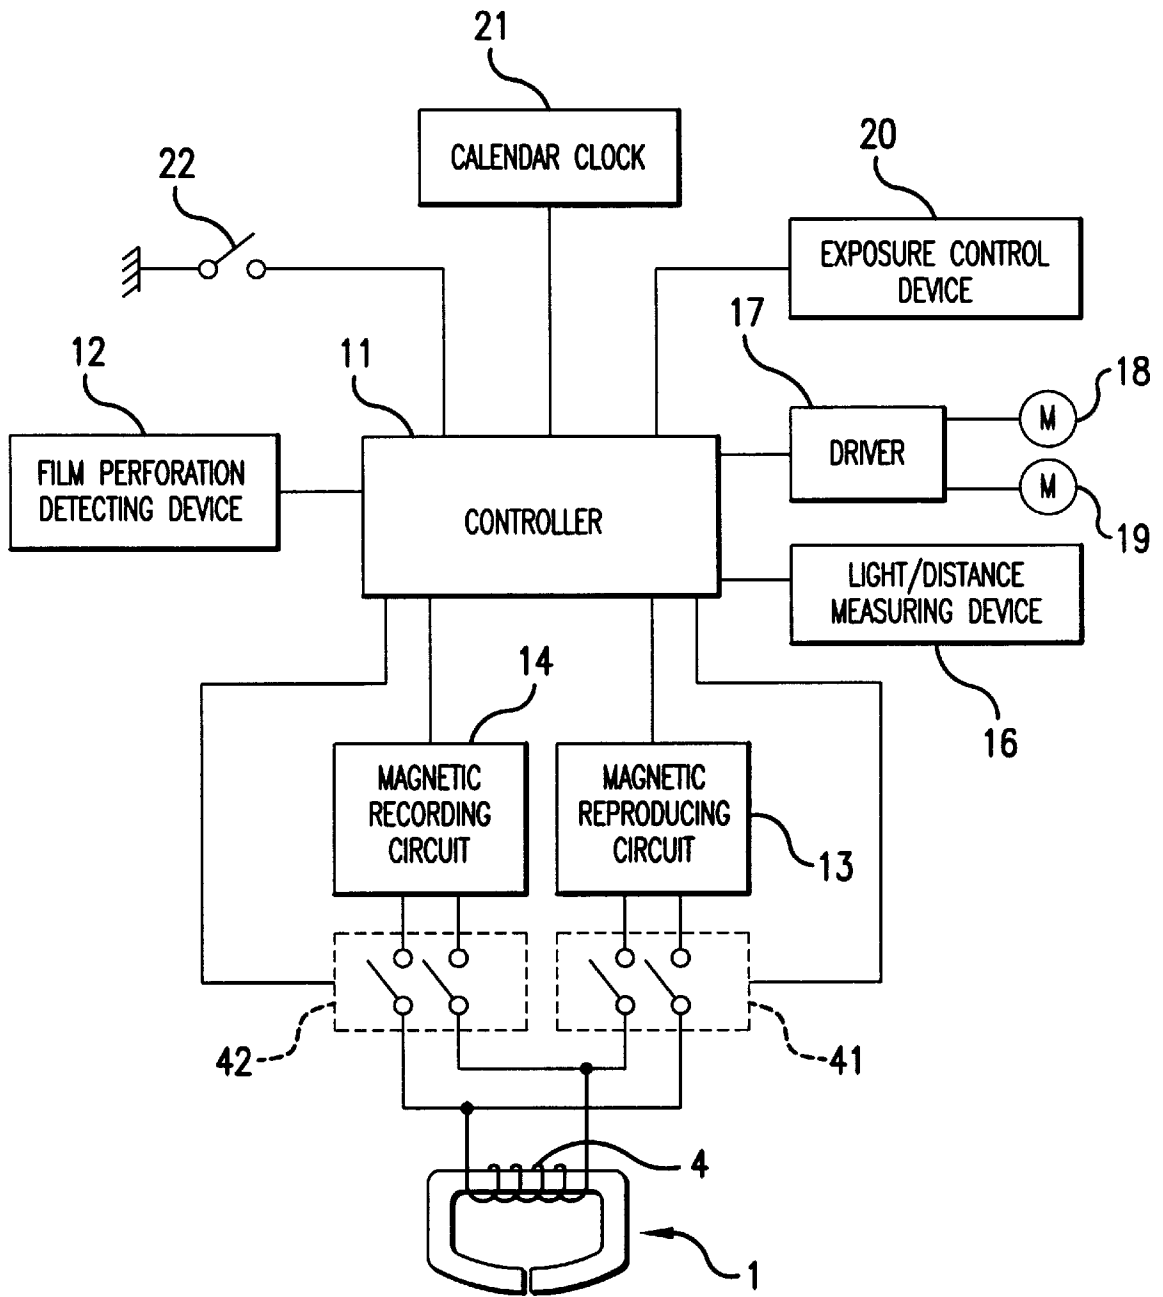 21
CALENDAR CLOCK
20
22
EXPOSURE CONTROL
DEVICE
17
12
11
18
M
DRIVER
FILM PERFORATION
DETECTING DEVICE
M
CONTROLLER
19
LIGHT/DISTANCE
MEASURING DEVICE
14
16
MAGNETIC
RECORDING
CIRCUIT
MAGNETIC
REPRODUCING
CIRCUIT
13
42
41
4
1